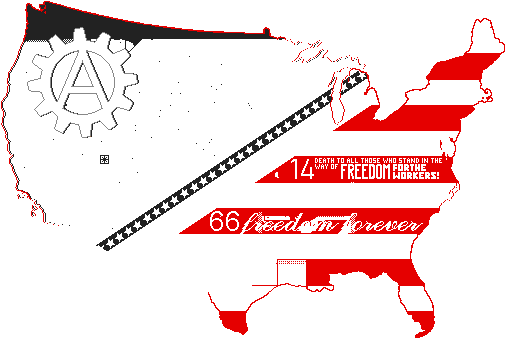 A
14 DEATH TO ALL THOSE WHO STAND IN THE
WAY OF FREEDOM FOR THE
WORKERS!
66 freedom forever